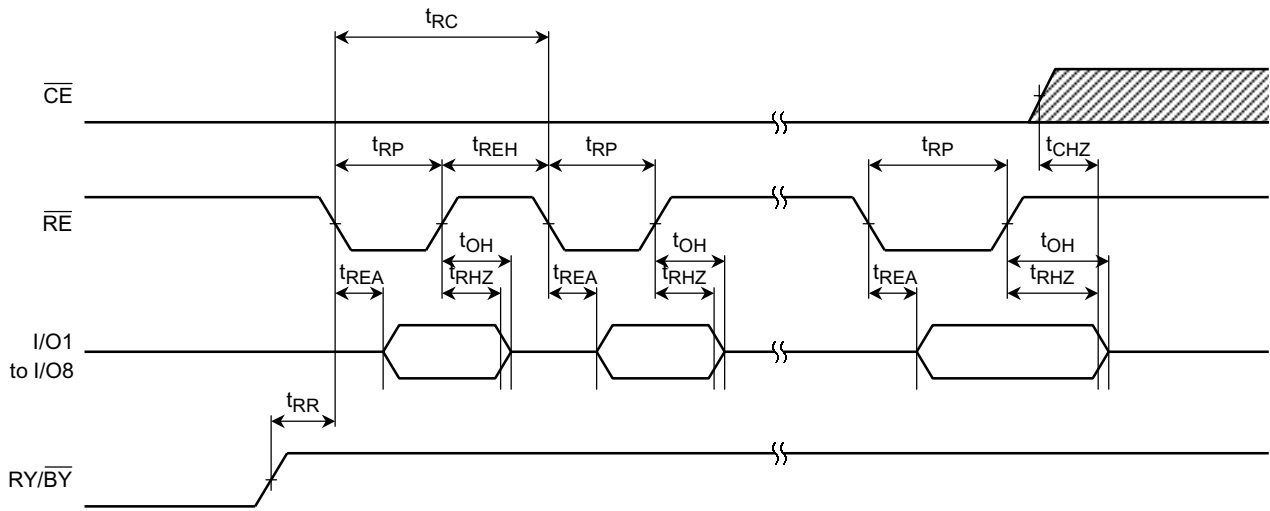 tRC
CE
tRP tREH tRP tRP tCHZ
RE
tOH tOH tOH
tREA tRHZ tREA tRHZ tREA tRHZ
I/O1
to I/O8
tRR
RY/BY